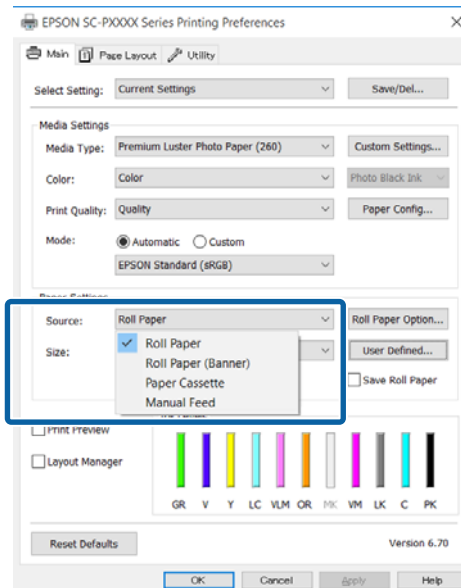 EPSON SC-PXXXX Series Printing Preferences
Main Page Layout Utility
Select Setting: Current Settings Save/Del...
Media Settings
Media Type: Premium Luster Photo Paper (260) Custom Settings...
Color: Color Photo Black Ink
Print Quality: Quality Paper Config...
Mode: Automatic Custom
EPSON Standard (sRGB)
Paper Settings
Source: Roll Paper Roll Paper Option...
Roll Paper
Size: User Defined...
Roll Paper (Banner)
Paper Cassette Save Roll Paper
Manual Feed
Print Preview
Layout Manager
GR V Y LC VLM OR MK VM LK C PK
Reset Defaults Version 6.70
OK Cancel Apply Help